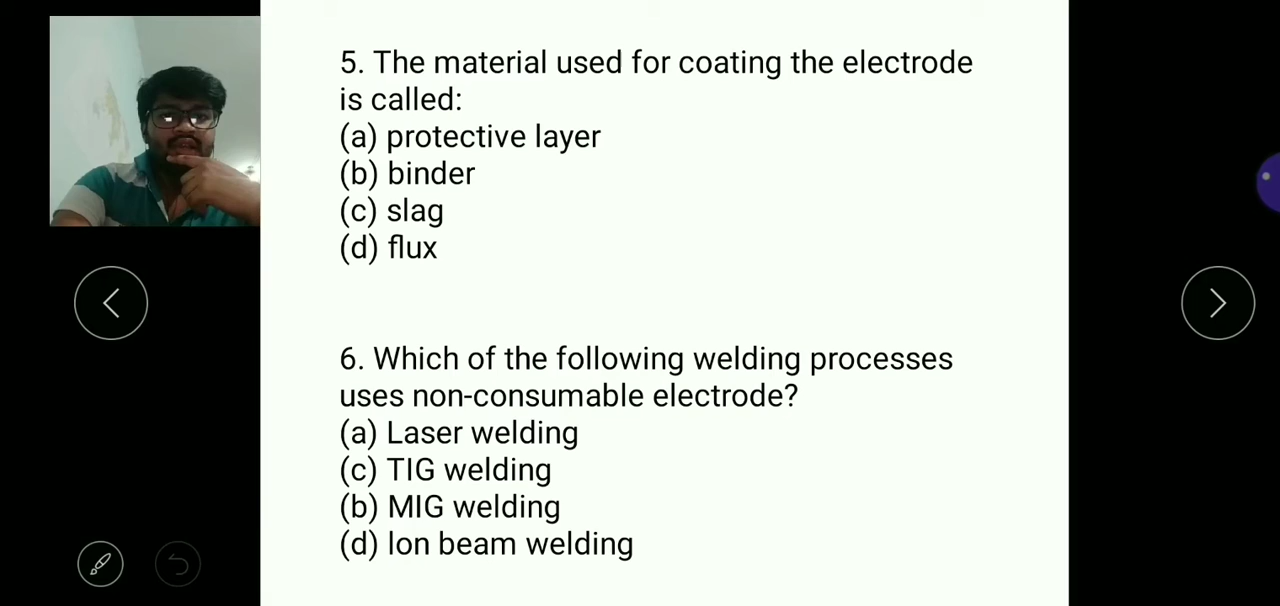 5. The material used for coating the electrode
is called:
(a) protective layer
(b) binder
(c) slag
(d) flux
6. Which of the following welding processes
uses non-consumable electrode?
(a) Laser welding
(c) TIG welding
(b) MIG welding
(d) Ion beam welding